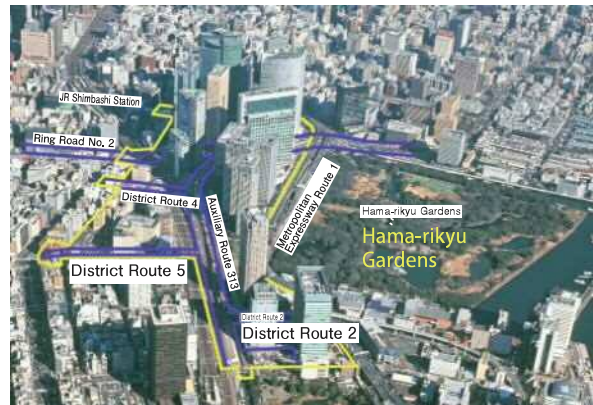 JR Shimbashi Station
Ring Road No. 2
District Route 4
Auxiliary Route 313
Metropolitan
Expressway Route 1
Hama-rikyu Gardens
Hama-rikyu
Gardens
District Route 5
District Route 2
District Route 2